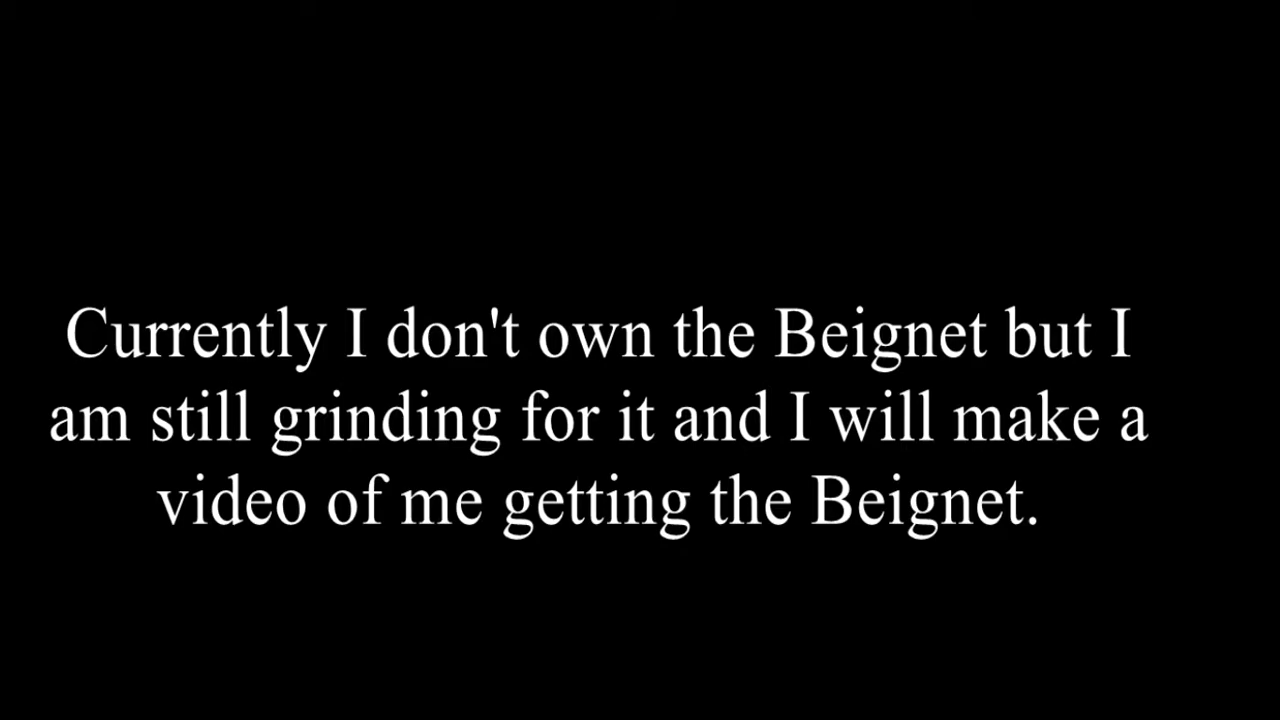 Currently I don't own the Beignet but I
am still grinding for it and I will make a
video of me getting the Beignet.